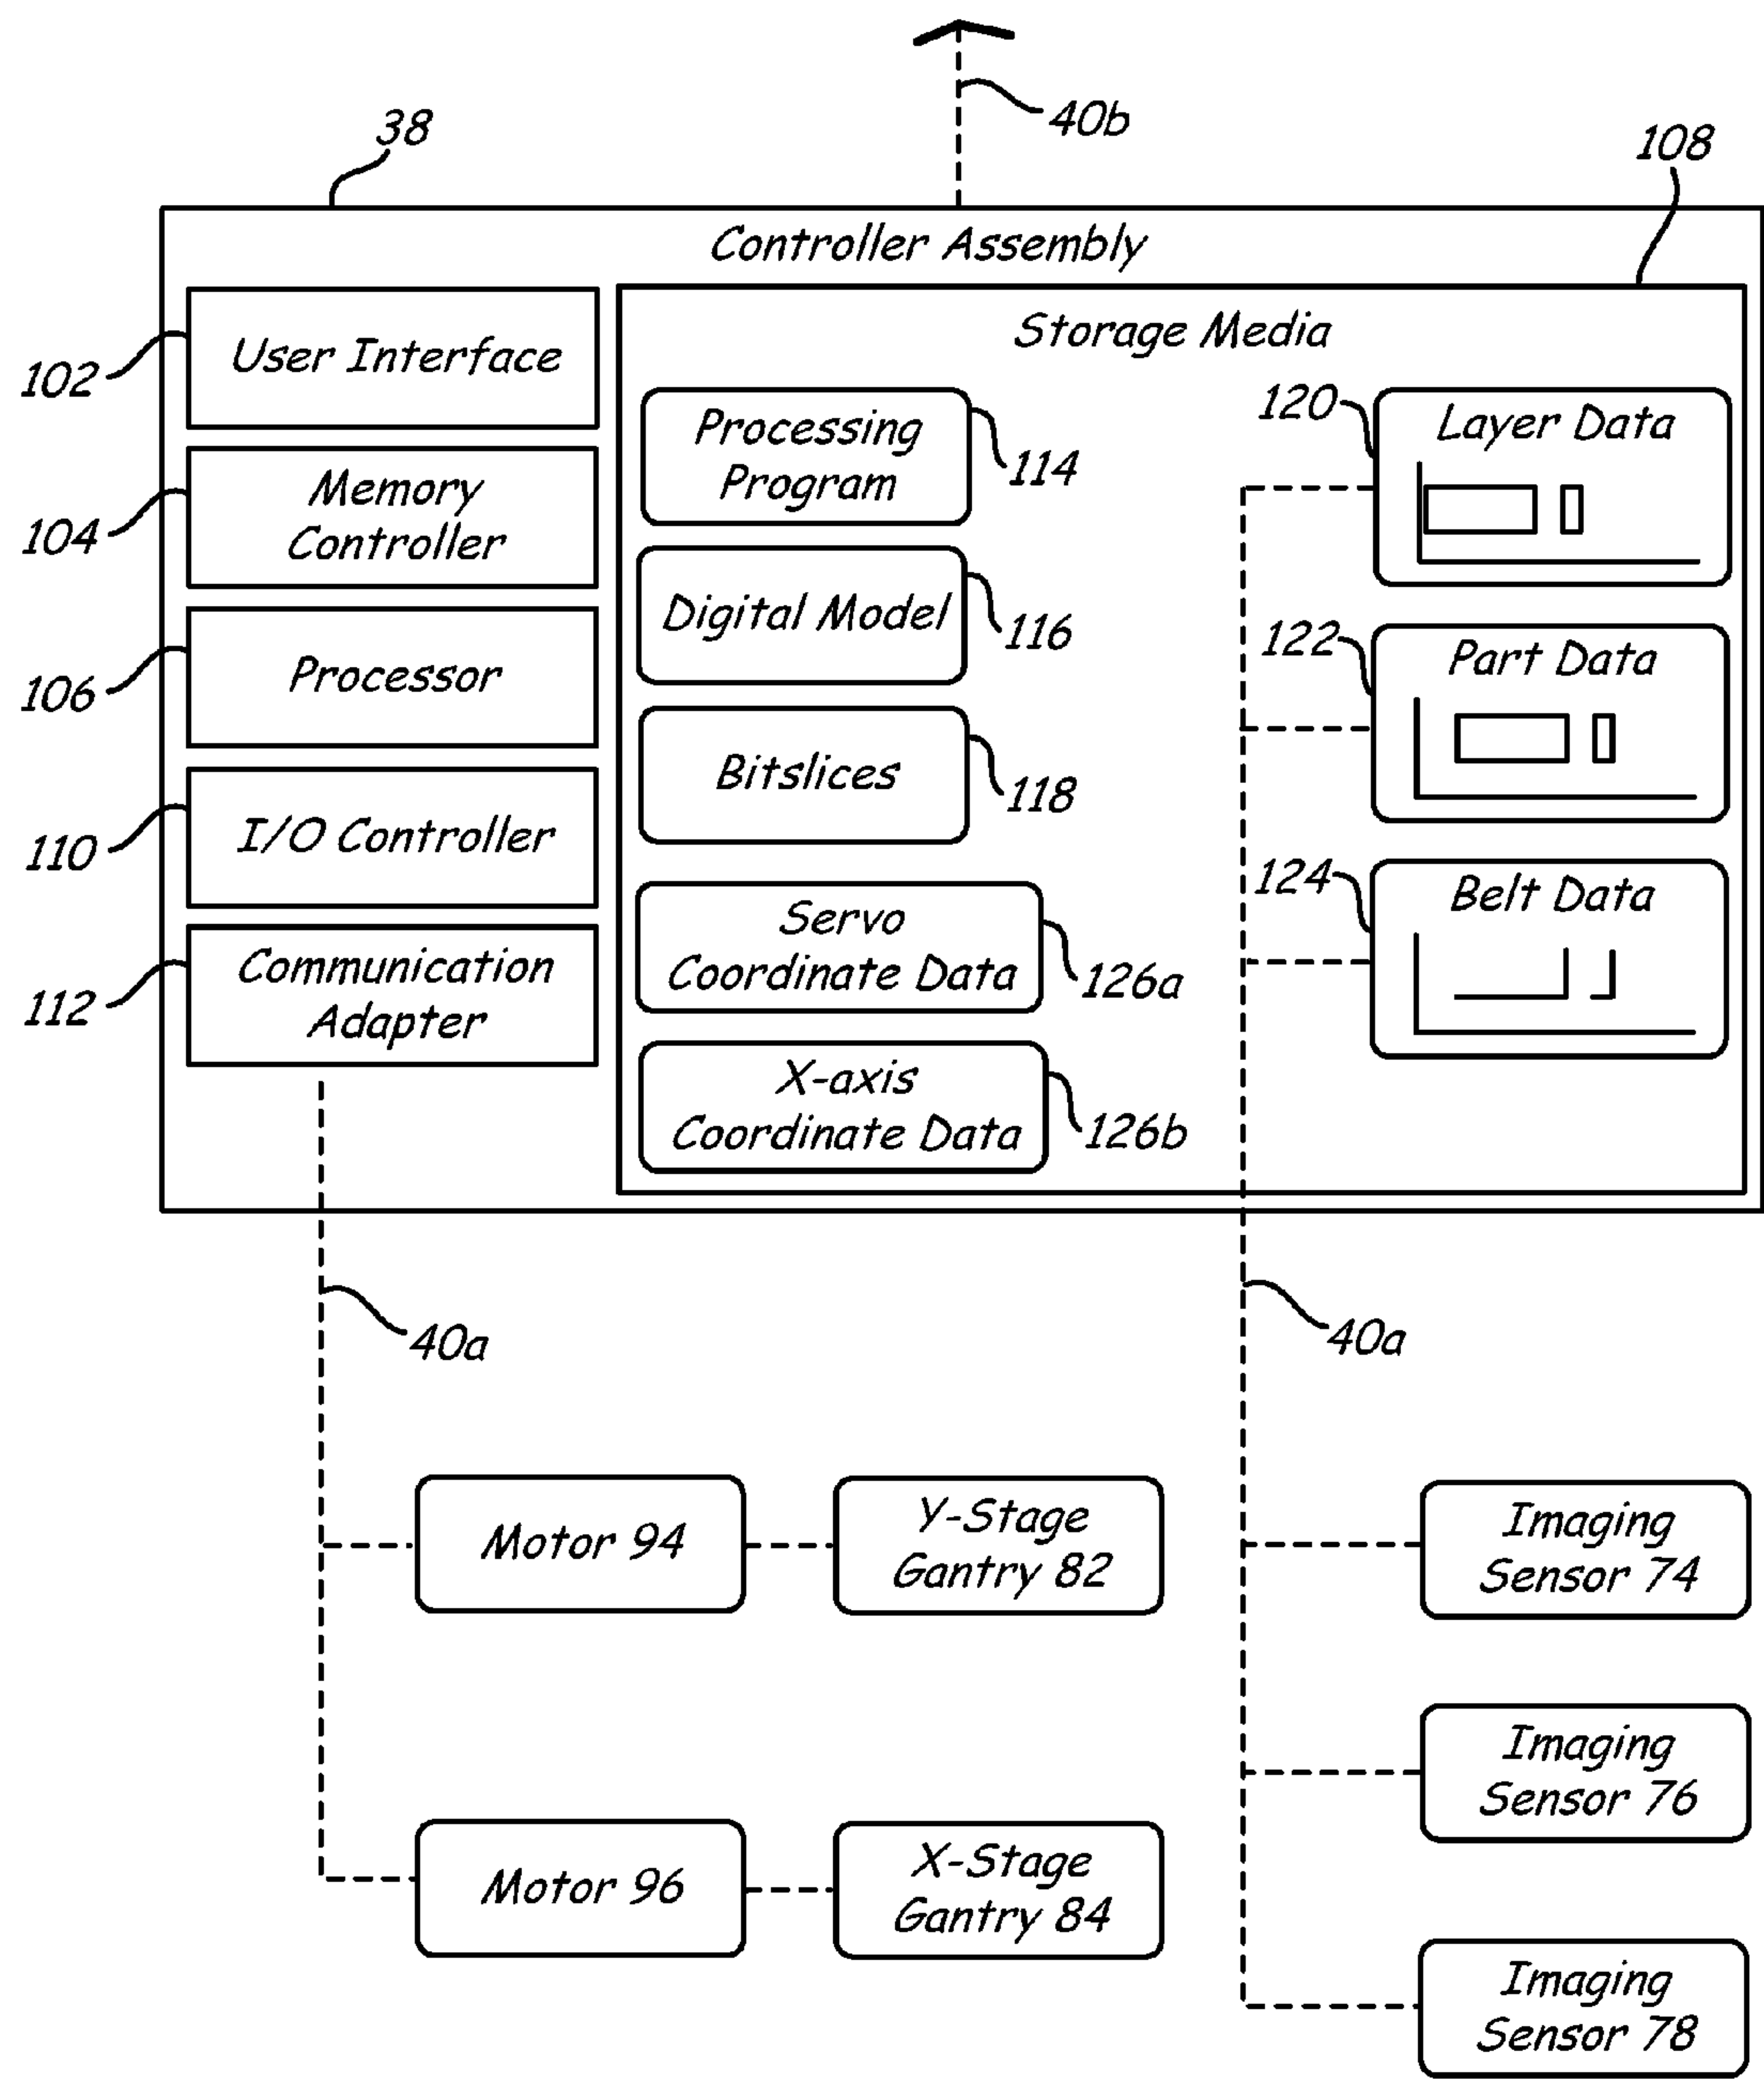 40b
38
108
Controller Assembly
User Interface
102
Memory
Controller
104
Processor
106
I/O Controller
110
Communication
Adapter
112
Storage Media
Processing
Program
114
Digital Model
116
Bitslices
118
Servo
Coordinate Data
126a
X-axis
Coordinate Data
126b
120
Layer Data
122
Part Data
124
Belt Data
40a
40a
Motor 94
Y-Stage
Gantry 82
Motor 96
X-Stage
Gantry 84
Imaging
Sensor 74
Imaging
Sensor 76
Imaging
Sensor 78